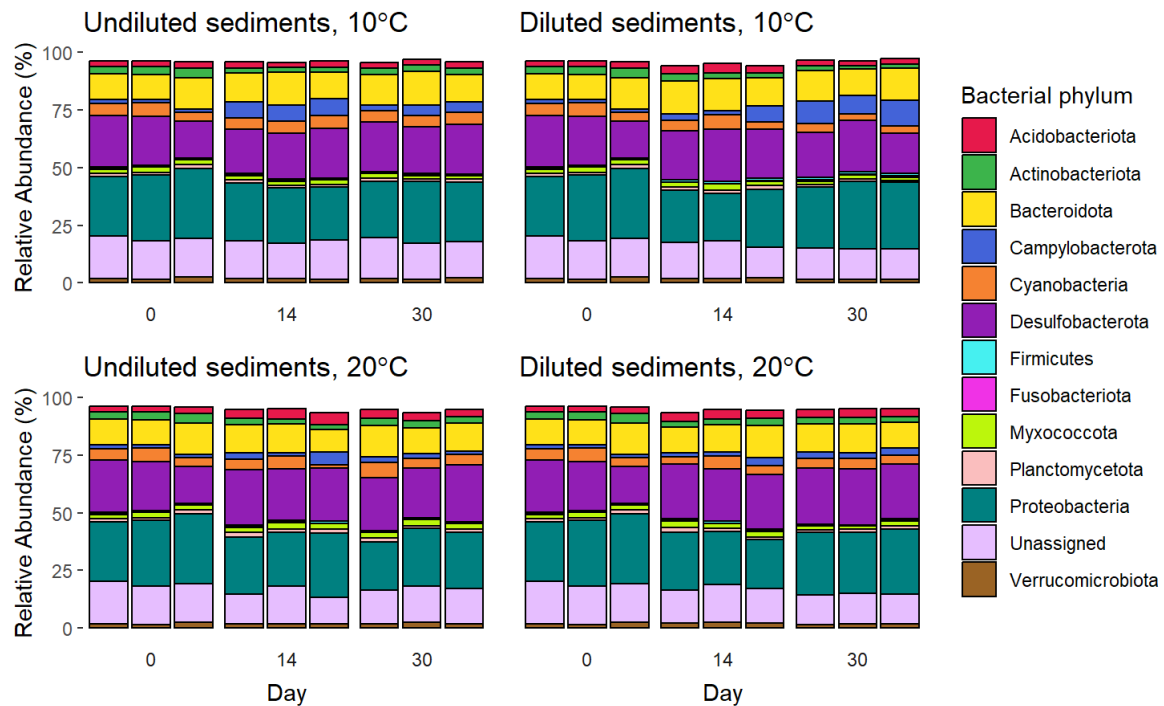 Undiluted sediments, 10°C
Diluted sediments, 10°C
Relative Abundance (%)
100
75
50
25
0
0
14
30
0
14
30
Undiluted sediments, 20°C
Diluted sediments, 20°C
Relative Abundance (%)
100
75
50
25
0
0
14
30
0
14
30
Day
Day
Bacterial phylum
Acidobacteriota
Actinobacteriota
Bacteroidota
Campylobacterota
Cyanobacteria
Desulfobacterota
Firmicutes
Fusobacteriota
Myxococcota
Planctomycetota
Proteobacteria
Unassigned
Verrucomicrobiota